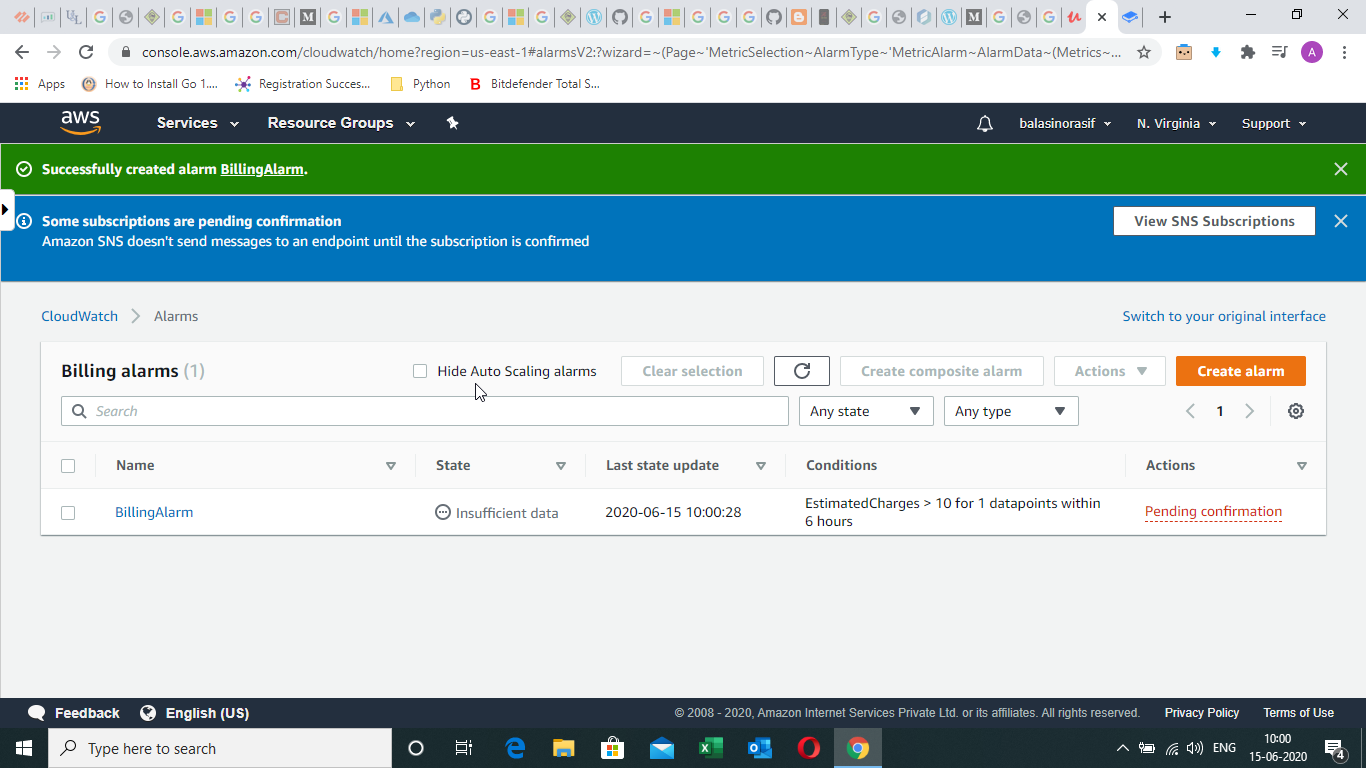 console.aws.amazon.com/cloudwatch/home?region=us-east-1#alarmsV2:?wizard=~(Page~'MetricSelection~AlarmType~'MetricAlarm~AlarmData~(Metrics~...
A
Apps
How to Install Go 1....
Registration Succes...
Python
B
Bitdefender Total S...
aws
Services
Resource Groups
balasinorasif
N. Virginia
Support
Successfully created alarm BillingAlarm.
Some subscriptions are pending confirmation
Amazon SNS doesn't send messages to an endpoint until the subscription is confirmed
View SNS Subscriptions
CloudWatch
Alarms
Switch to your original interface
Billing alarms (1)
Hide Auto Scaling alarms
Clear selection
Create composite alarm
Actions
Create alarm
Search
Any state
Any type
1
Name
State
Last state update
Conditions
Actions
BillingAlarm
Insufficient data
2020-06-15 10:00:28
EstimatedCharges > 10 for 1 datapoints within
6 hours
Pending confirmation
Feedback
English (US)
© 2008 - 2020, Amazon Internet Services Private Ltd. or its affiliates. All rights reserved.
Privacy Policy
Terms of Use
Type here to search
ENG
10:00
15-06-2020
4